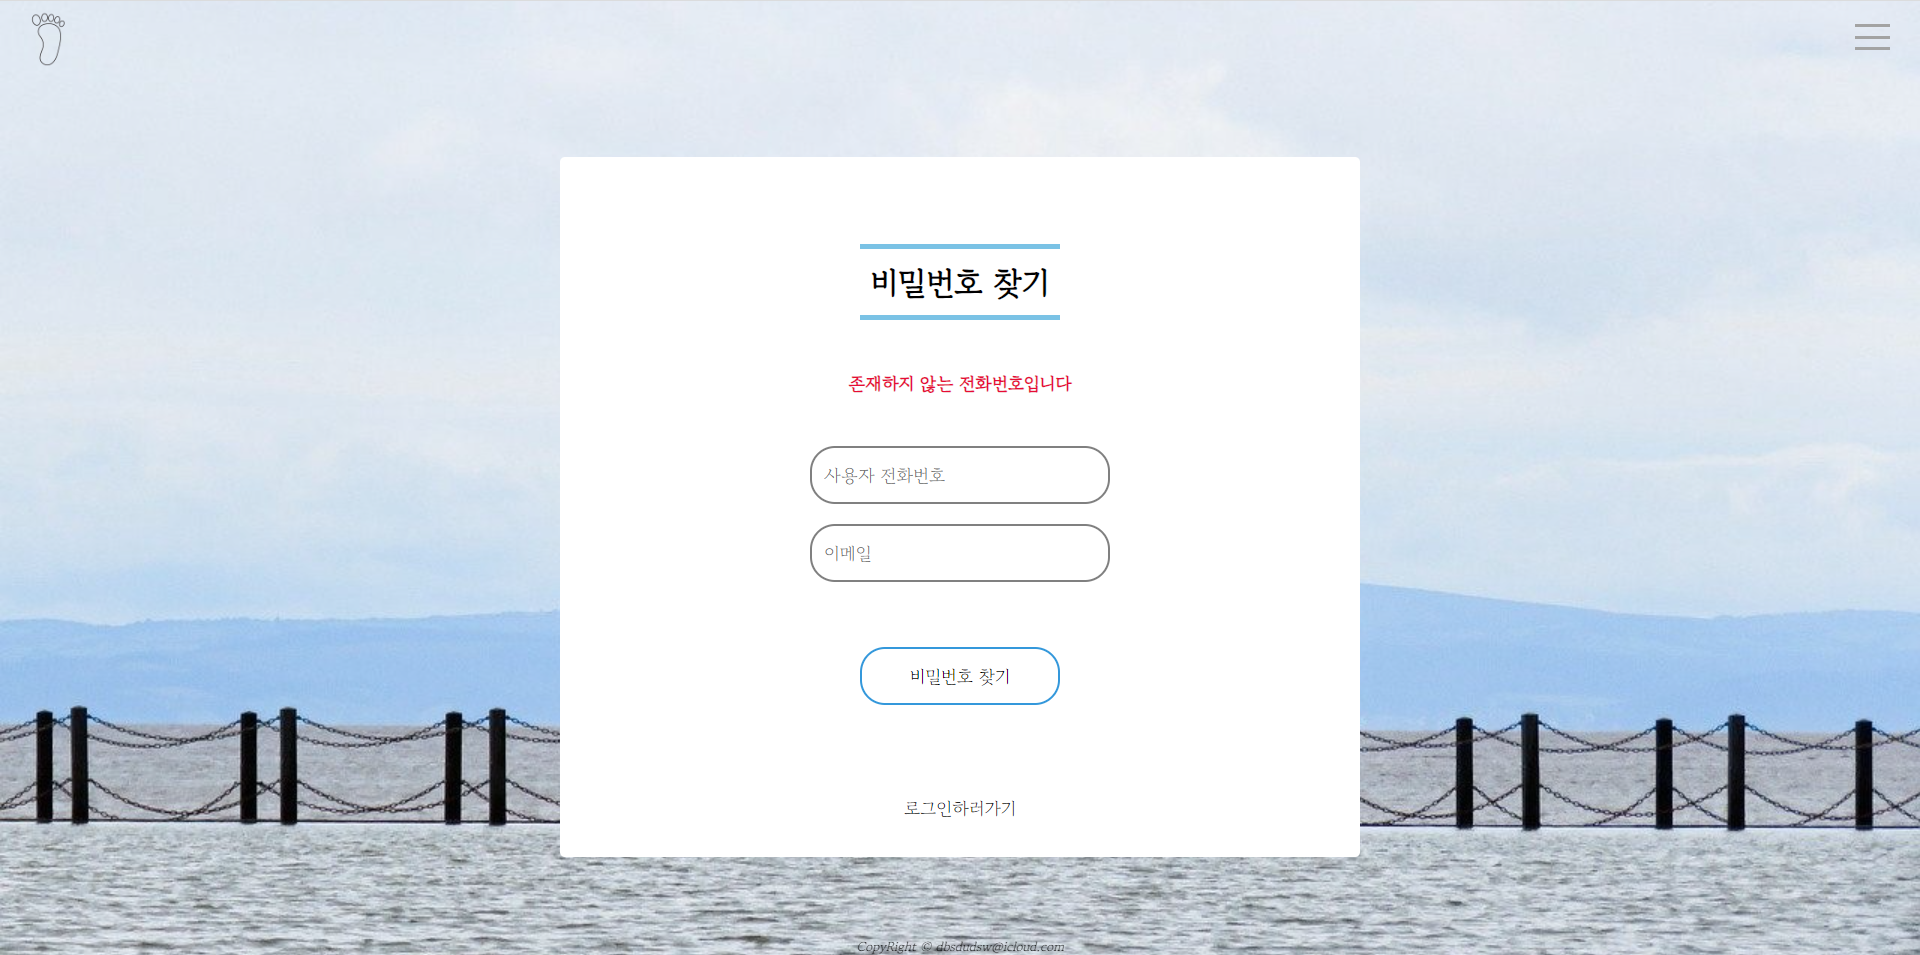 비밀번호 찾기
존재하지 않는 전화번호입니다
사용자 전화번호
이메일
비밀번호 찾기
로그인하러가기
CopyRight © dbsdudsw@icloud.com